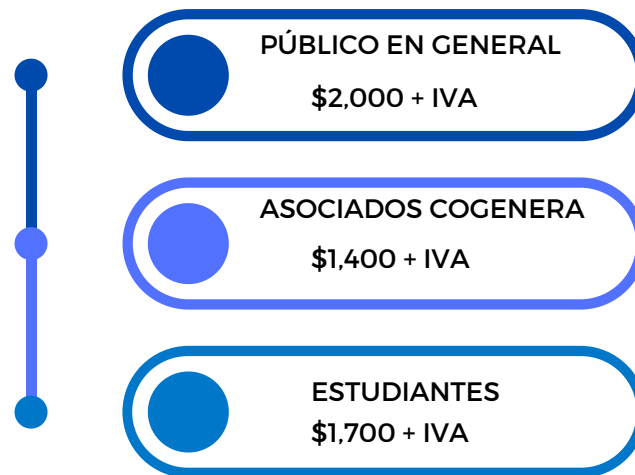 PÚBLICO EN GENERAL
$2,000 + IVA
ASOCIADOS COGENERA
$1,400 + IVA
ESTUDIANTES
$1,700 + IVA